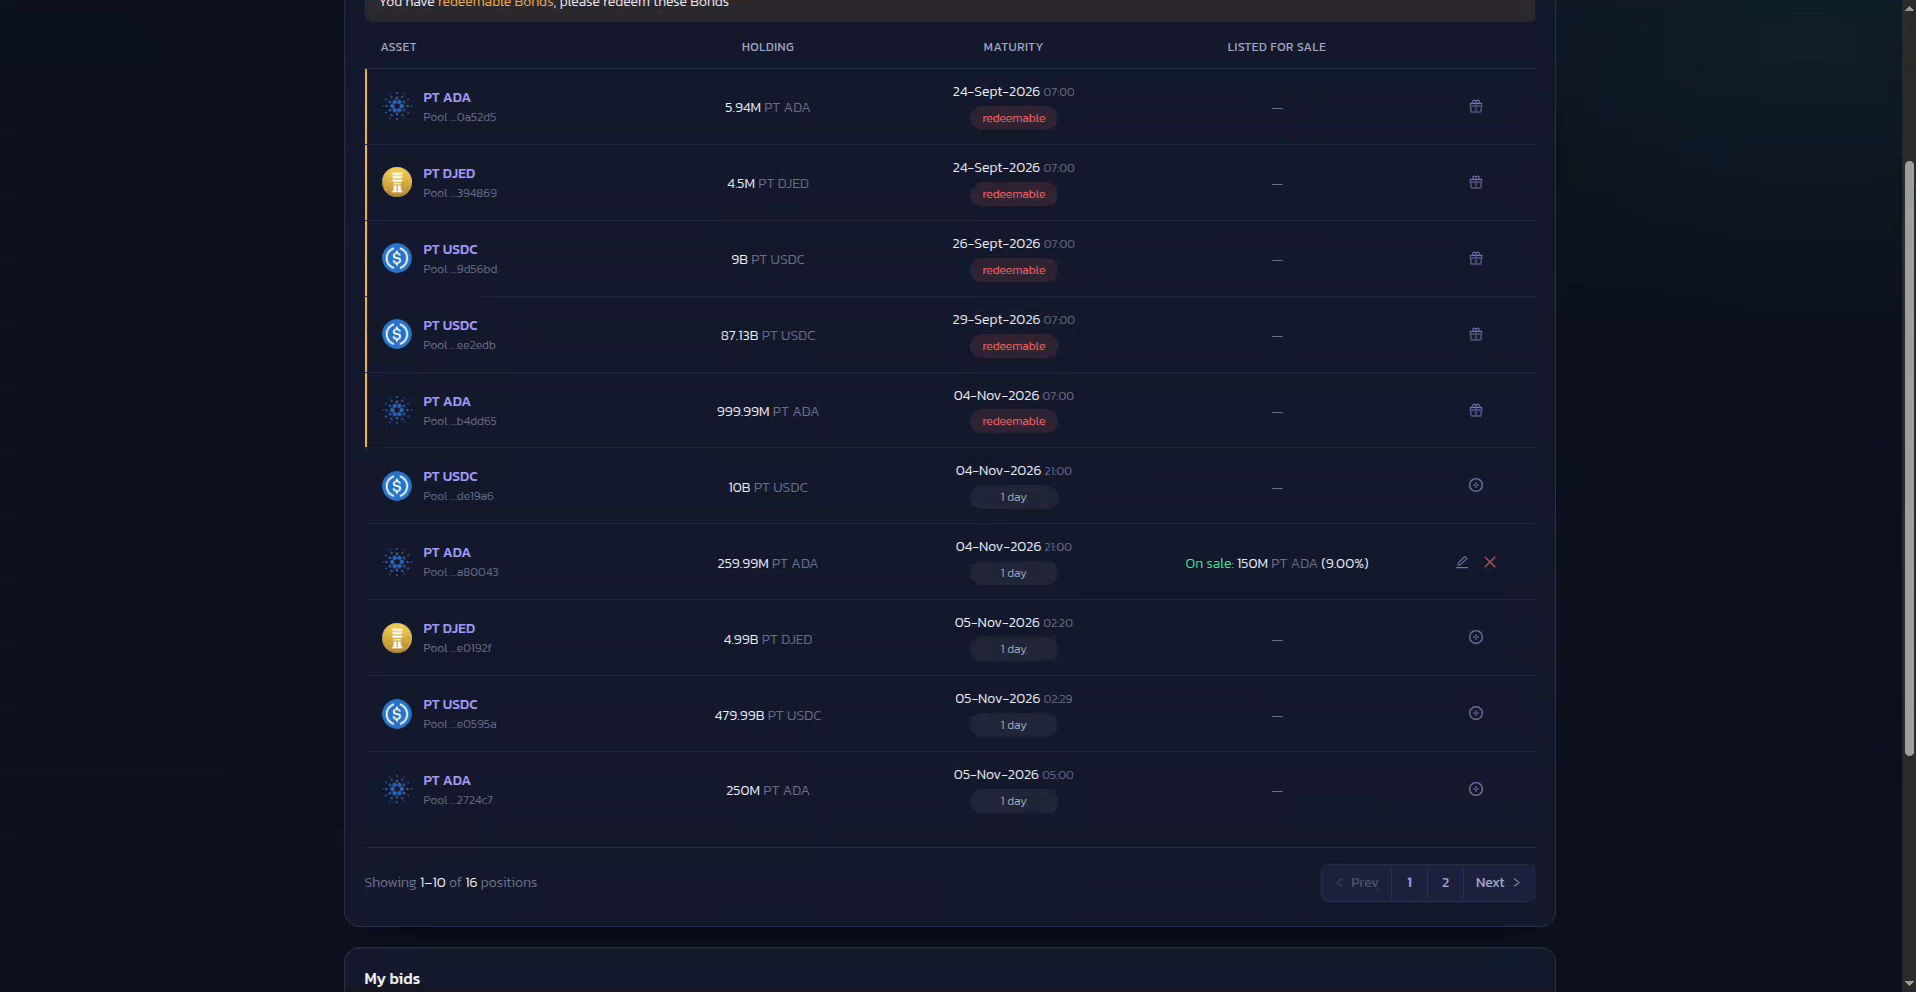 You have redeemable Bonds, please redeem these Bonds
ASSET HOLDING MATURITY LISTED FOR SALE
PT ADA
Pool ...0a52d5
5.94M PT ADA
24-Sept-2026 07:00
redeemable
—
PT DJED
Pool ...394869
4.5M PT DJED
24-Sept-2026 07:00
redeemable
—
PT USDC
Pool ...9d56bd
9B PT USDC
26-Sept-2026 07:00
redeemable
—
PT USDC
Pool ...ee2edb
87.13B PT USDC
29-Sept-2026 07:00
redeemable
—
PT ADA
Pool ...b4dd65
999.99M PT ADA
04-Nov-2026 07:00
redeemable
—
PT USDC
Pool ...de19a6
10B PT USDC
04-Nov-2026 21:00
1 day
—
PT ADA
Pool ...a80043
259.99M PT ADA
04-Nov-2026 21:00
1 day
On sale: 150M PT ADA (9.00%)
PT DJED
Pool ...e0192f
4.99B PT DJED
05-Nov-2026 02:20
1 day
—
PT USDC
Pool ...e0595a
479.99B PT USDC
05-Nov-2026 02:29
1 day
—
PT ADA
Pool ...2724c7
250M PT ADA
05-Nov-2026 05:00
1 day
—
Showing 1–10 of 16 positions
< Prev 1 2 Next >
My bids